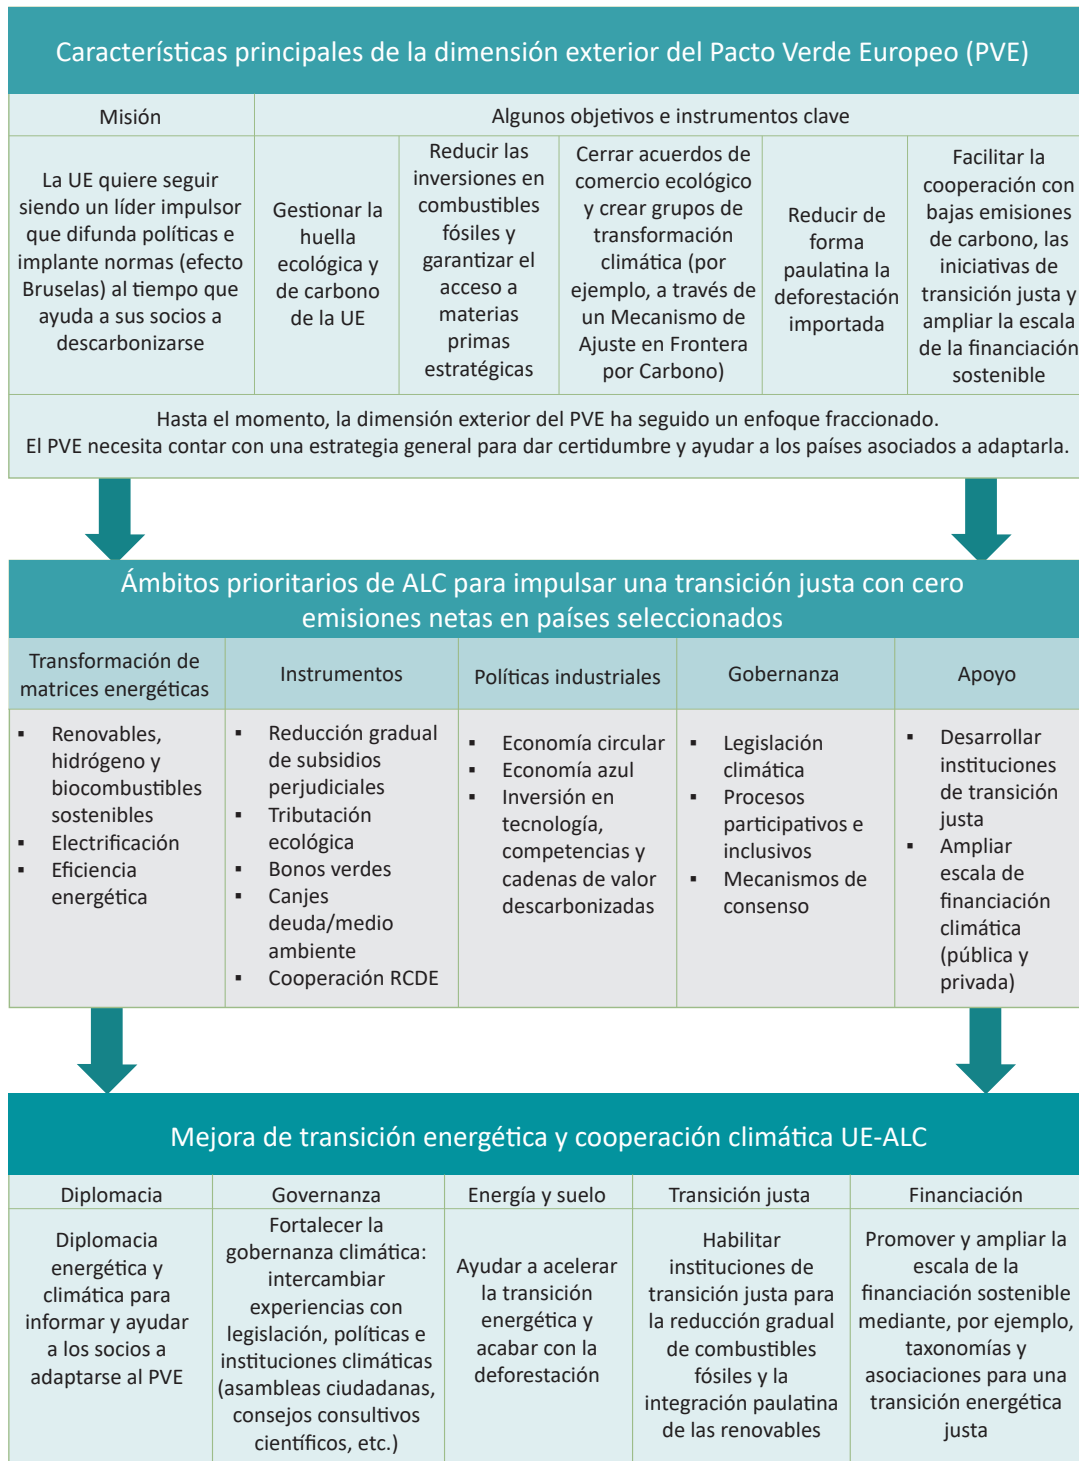 Características principales de la dimensión exterior del Pacto Verde Europeo (PVE)
Misión
Algunos objetivos e instrumentos clave
La UE quiere seguir
siendo un líder impulsor
que difunda políticas e
implante normas (efecto
Bruselas) al tiempo que
ayuda a sus socios a
descarbonizarse
Gestionar la
huella
ecológica y
de carbono
de la UE
Reducir las
inversiones en
combustibles
fósiles y
garantizar el
acceso a
materias
primas
estratégicas
Cerrar acuerdos de
comercio ecológico
y crear grupos de
transformación
climática (por
ejemplo, a través de
un Mecanismo de
Ajuste en Frontera
por Carbono)
Reducir de
forma
paulatina la
deforestación
importada
Facilitar la
cooperación con
bajas emisiones
de carbono, las
iniciativas de
transición justa y
ampliar la escala
de la financiación
sostenible
Hasta el momento, la dimensión exterior del PVE ha seguido un enfoque fraccionado.
El PVE necesita contar con una estrategia general para dar certidumbre y ayudar a los países asociados a adaptarla.
Ámbitos prioritarios de ALC para impulsar una transición justa con cero
emisiones netas en países seleccionados
Transformación de
matrices energéticas
Instrumentos
Políticas industriales
Gobernanza
Apoyo
▪ Renovables,
hidrógeno y
biocombustibles
sostenibles
▪ Electrificación
▪ Eficiencia
energética
▪ Reducción gradual
de subsidios
perjudiciales
▪ Tributación
ecológica
▪ Bonos verdes
▪ Canjes
deuda/medio
ambiente
▪ Cooperación RCDE
▪ Economía circular
▪ Economía azul
▪ Inversión en
tecnología,
competencias y
cadenas de valor
descarbonizadas
▪ Legislación
climática
▪ Procesos
participativos e
inclusivos
▪ Mecanismos de
consenso
▪ Desarrollar
instituciones
de transición
justa
▪ Ampliar
escala de
financiación
climática
(pública y
privada)
Mejora de transición energética y cooperación climática UE-ALC
Diplomacia
Governanza
Energía y suelo
Transición justa
Financiación
Diplomacia
energética y
climática para
informar y ayudar
a los socios a
adaptarse al PVE
Fortalecer la
gobernanza climática:
intercambiar
experiencias con
legislación, políticas e
instituciones climáticas
(asambleas ciudadanas,
consejos consultivos
científicos, etc.)
Ayudar a acelerar
la transición
energética y
acabar con la
deforestación
Habilitar
instituciones de
transición justa para
la reducción gradual
de combustibles
fósiles y la
integración paulatina
de las renovables
Promover y ampliar la
escala de la
financiación sostenible
mediante, por ejemplo,
taxonomías y
asociaciones para una
transición energética
justa